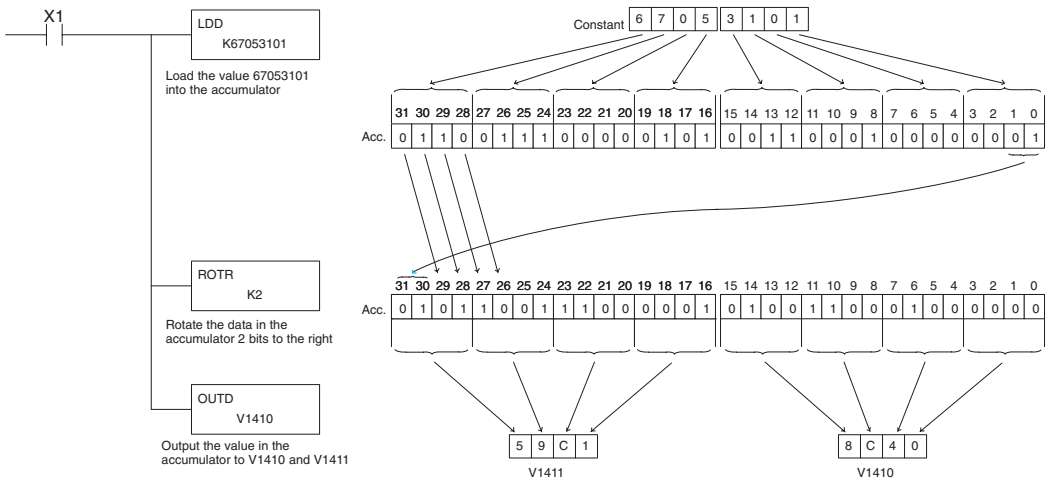 X1
LDD
K67053101
Load the value 67053101
into the accumulator
Constant 6 7 0 5 3 1 0 1
31 30 29 28 27 26 25 24 23 22 21 20 19 18 17 16 15 14 13 12 11 10 9 8 7 6 5 4 3 2 1 0
Acc. 0 1 1 0 0 1 1 1 0 0 0 0 0 1 0 1 0 0 1 1 0 0 0 1 0 0 0 0 0 0 0 1
ROTR
K2
Rotate the data in the
accumulator 2 bits to the right
31 30 29 28 27 26 25 24 23 22 21 20 19 18 17 16 15 14 13 12 11 10 9 8 7 6 5 4 3 2 1 0
Acc. 0 1 0 1 1 0 0 1 1 1 0 0 0 0 0 1 0 1 0 0 1 1 0 0 0 1 0 0 0 0 0 0
OUTD
V1410
Output the value in the
accumulator to V1410 and V1411
5 9 C 1
V1411
8 C 4 0
V1410